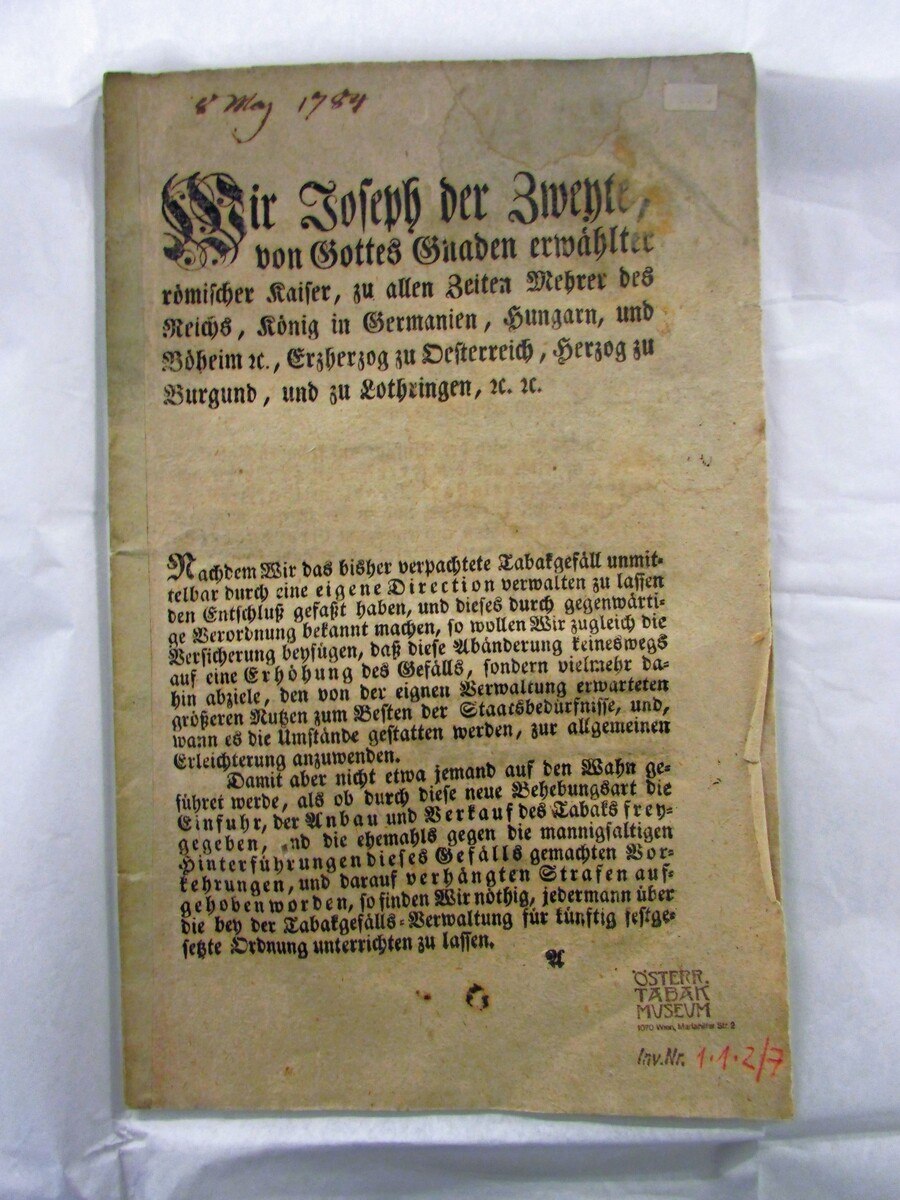 8 May 1784
Wir Joseph der Zweyte,
von Gottes Gnaden erwählter
römischer Kaiser, zu allen Zeiten Mehrer des
Reichs, König in Germanien, Hungarn, und
Böheim ꝛc., Erzherzog zu Oesterreich, Herzog zu
Burgund, und zu Lothringen, ꝛc. ꝛc.
Nachdem Wir das bisher verpachtete Tabakgefäll unmit-
telbar durch eine eigene Direction verwalten zu lassen
den Entschluß gefaßt haben, und dieses durch gegenwärti-
ge Verordnung bekannt machen, so wollen Wir zugleich die
Versicherung beyfügen, daß diese Abänderung keineswegs
auf eine Erhöhung des Gefälls, sondern vielmehr da-
hin abziele, den von der eignen Verwaltung erwarteten
größeren Nutzen zum Besten der Staatsbedürfnisse, und,
wann es die Umstände gestatten werden, zur allgemeinen
Erleichterung anzuwenden.
Damit aber nicht etwa jemand auf den Wahn ge-
führet werde, als ob durch diese neue Behebungsart die
Einfuhr, der Anbau und Verkauf des Tabaks frey-
gegeben, und die ehemahls gegen die mannigfaltigen
Hinterführungen dieses Gefälls gemachten Vor-
kehrungen, und darauf verhängten Strafen auf-
gehoben worden, so finden Wir nöthig, jedermann über
die bey der Tabakgefälls-Verwaltung für künftig festge-
setzte Ordnung unterrichten zu lassen.
A
ÖSTERR.
TABAK
MUSEUM
1070 Wien, Mariahilfer Str. 2
Inv.Nr. 1.1.2/7